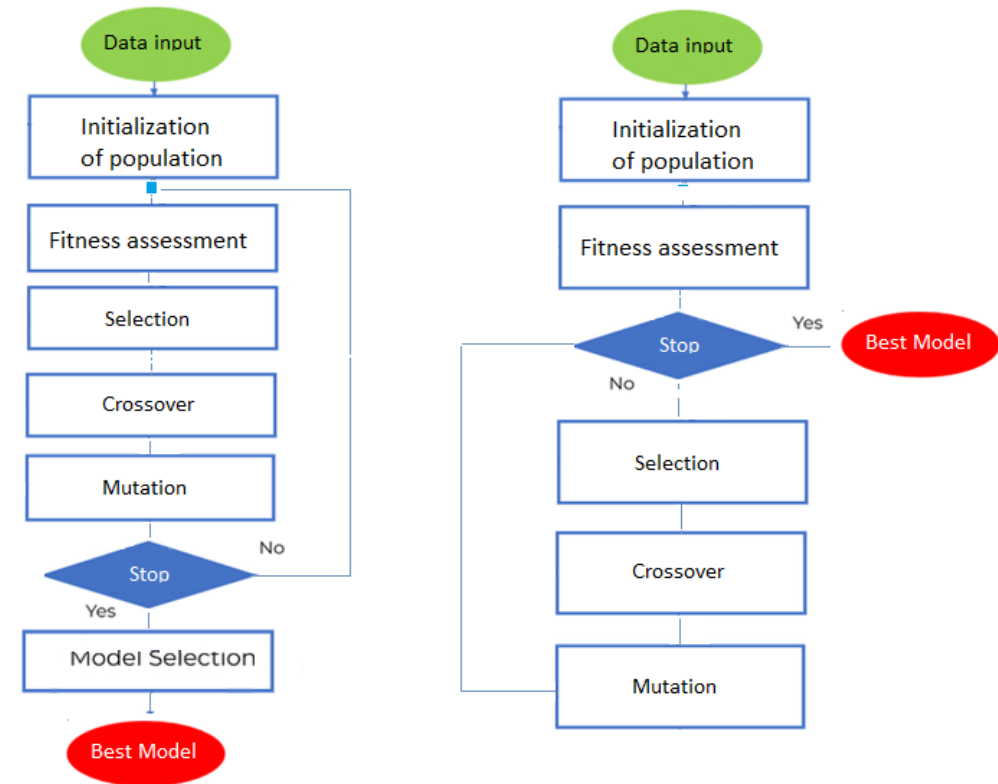 Data input
Initialization
of population
Fitness assessment
Selection
Crossover
Mutation
Stop
No
Yes
Model Selection
Best Model
Data input
Initialization
of population
Fitness assessment
Stop
Yes
Best Model
No
Selection
Crossover
Mutation